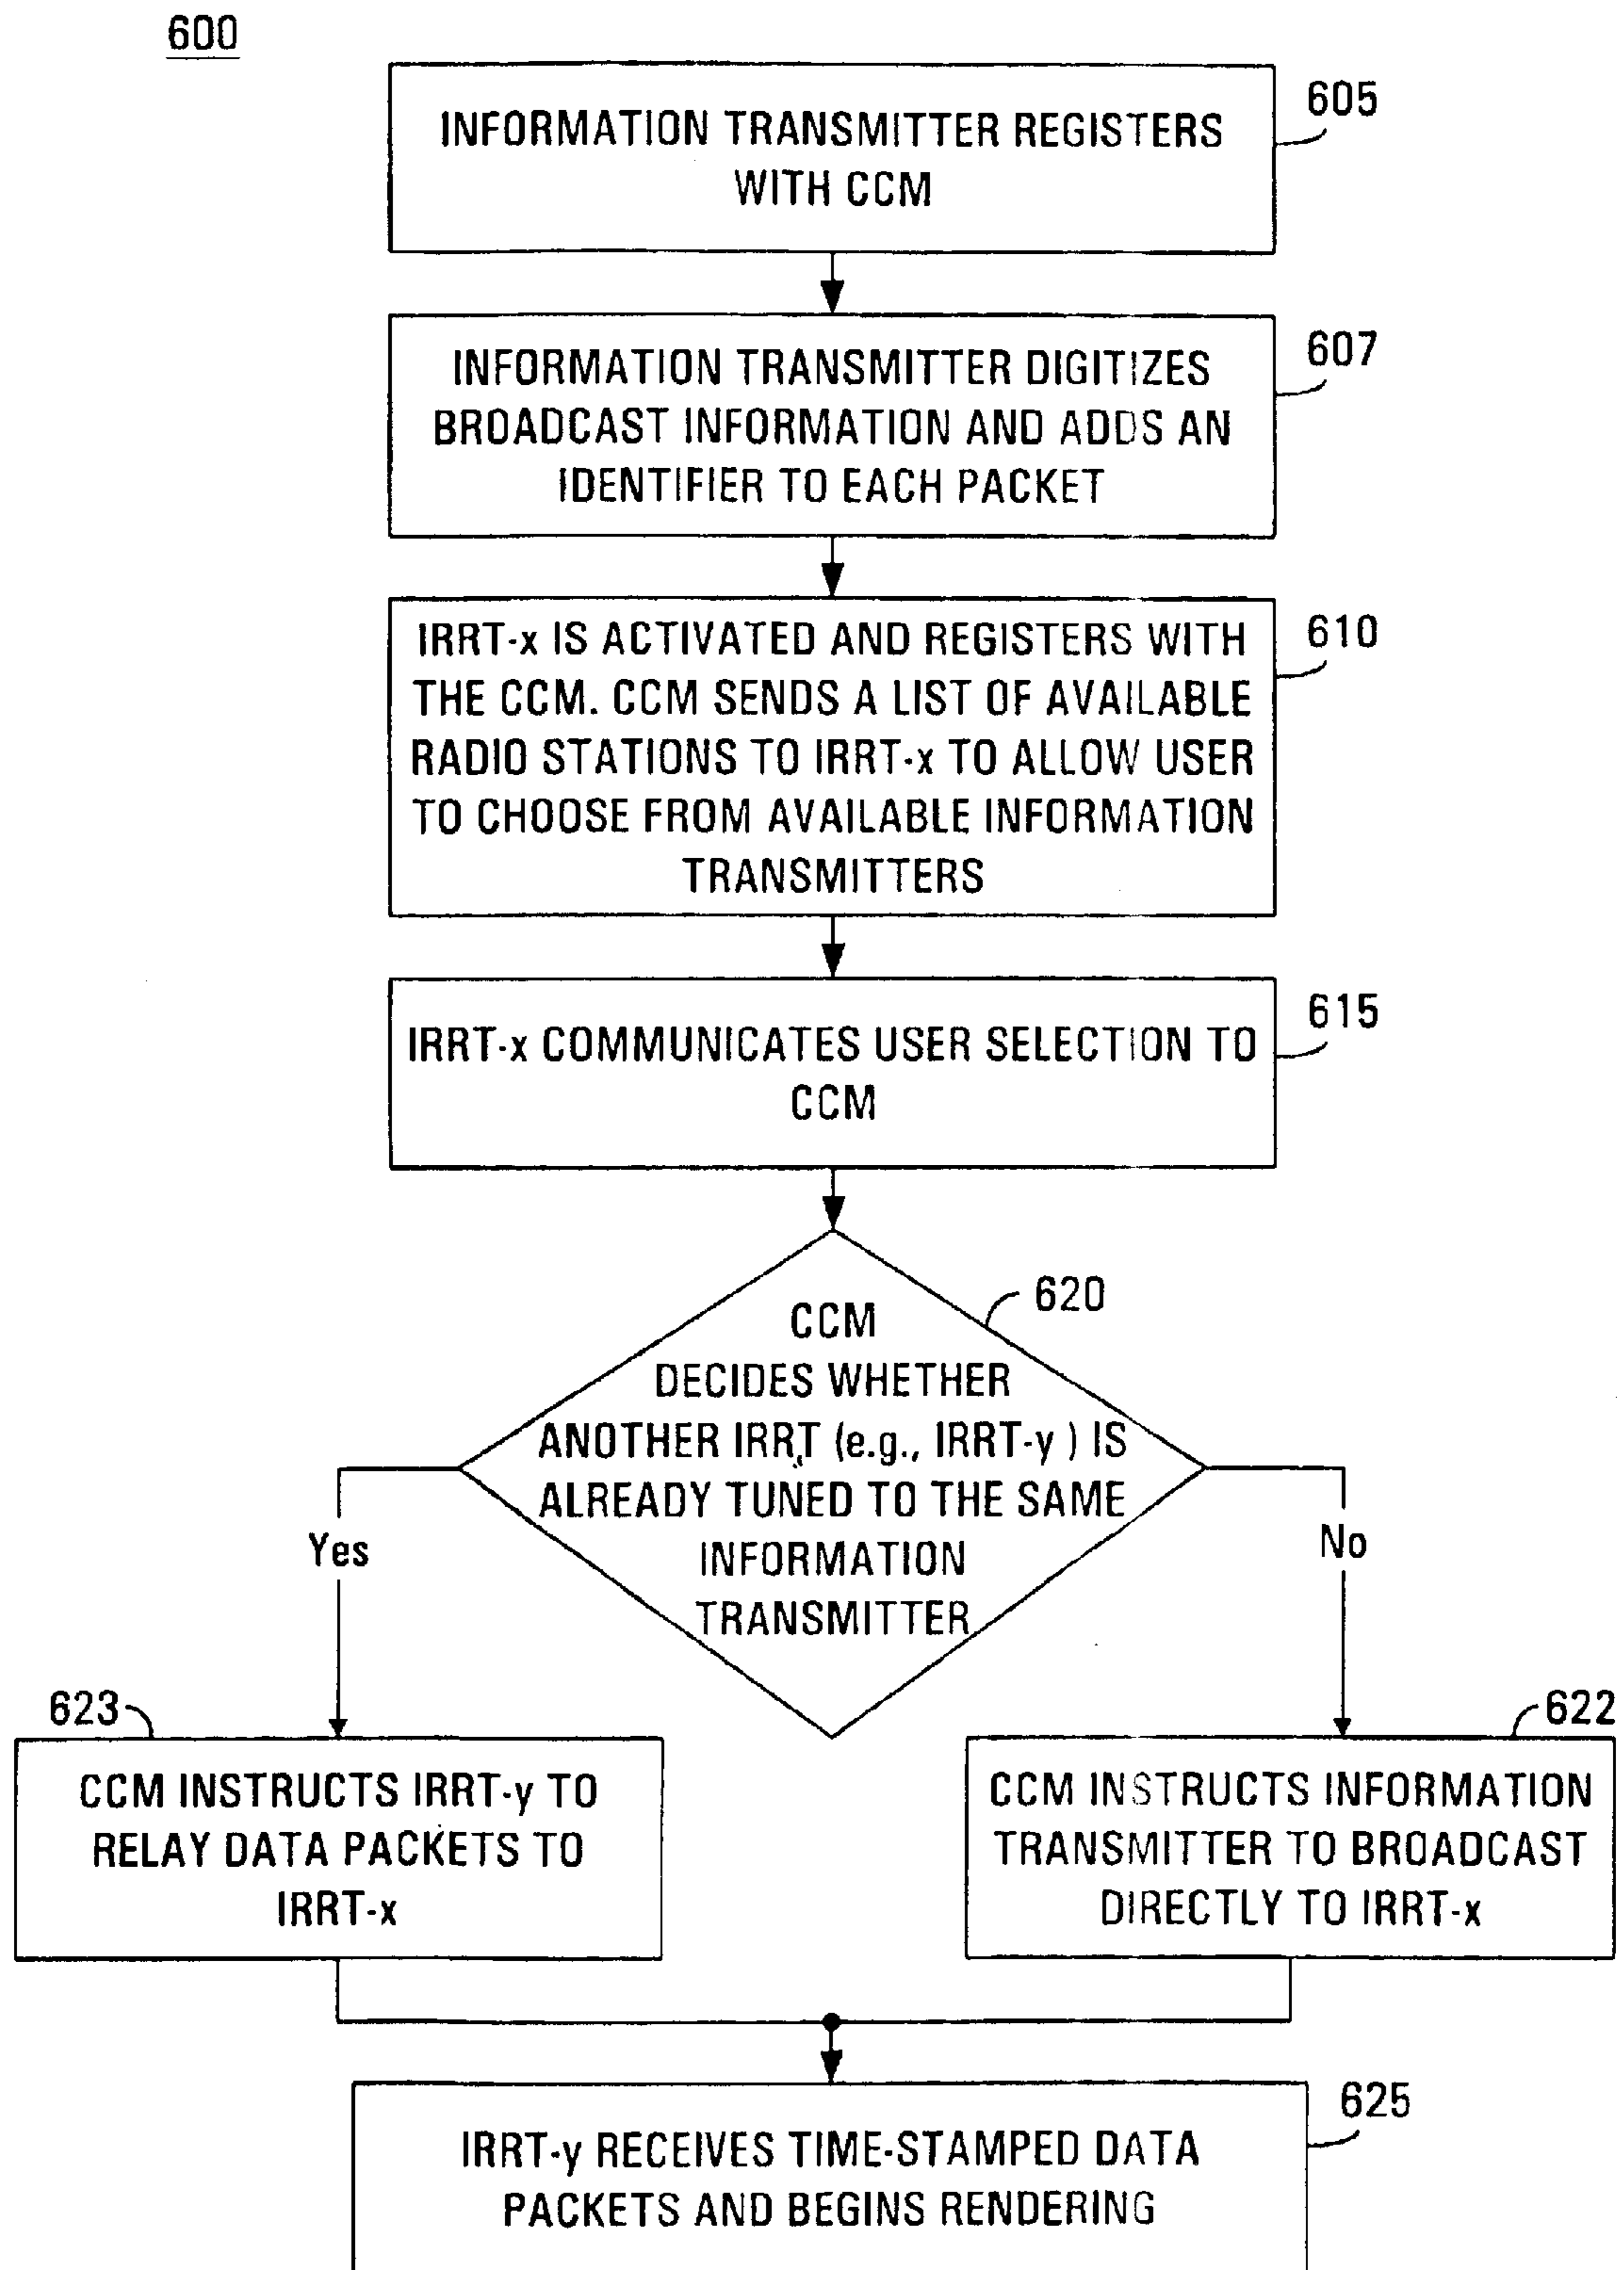 600
605
INFORMATION TRANSMITTER REGISTERS
WITH CCM
607
INFORMATION TRANSMITTER DIGITIZES
BROADCAST INFORMATION AND ADDS AN
IDENTIFIER TO EACH PACKET
610
IRRT-x IS ACTIVATED AND REGISTERS WITH
THE CCM. CCM SENDS A LIST OF AVAILABLE
RADIO STATIONS TO IRRT-x TO ALLOW USER
TO CHOOSE FROM AVAILABLE INFORMATION
TRANSMITTERS
615
IRRT-x COMMUNICATES USER SELECTION TO
CCM
620
CCM
DECIDES WHETHER
ANOTHER IRRT (e.g., IRRT-y ) IS
ALREADY TUNED TO THE SAME
INFORMATION
TRANSMITTER
Yes
No
623
CCM INSTRUCTS IRRT-y TO
RELAY DATA PACKETS TO
IRRT-x
622
CCM INSTRUCTS INFORMATION
TRANSMITTER TO BROADCAST
DIRECTLY TO IRRT-x
625
IRRT-y RECEIVES TIME-STAMPED DATA
PACKETS AND BEGINS RENDERING